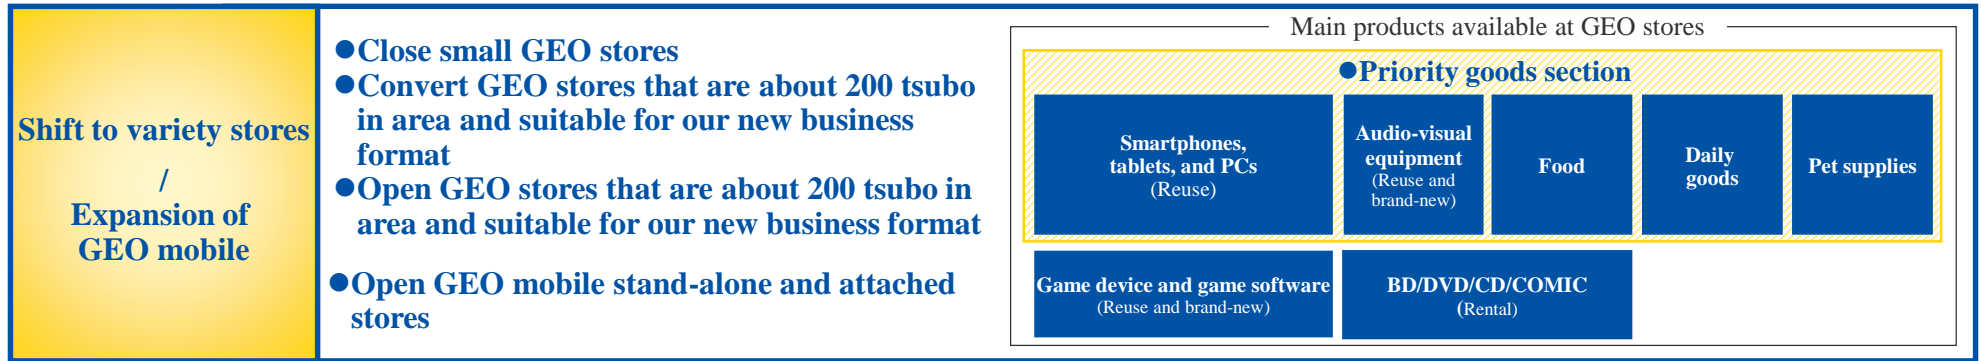 Shift to variety stores
/
Expansion of
GEO mobile
●Close small GEO stores
●Convert GEO stores that are about 200 tsubo
in area and suitable for our new business
format
●Open GEO stores that are about 200 tsubo in
area and suitable for our new business format
●Open GEO mobile stand-alone and attached
stores
Main products available at GEO stores
●Priority goods section
Smartphones,
tablets, and PCs
(Reuse)
Audio-visual
equipment
(Reuse and
brand-new)
Food
Daily
goods
Pet supplies
Game device and game software
(Reuse and brand-new)
BD/DVD/CD/COMIC
(Rental)